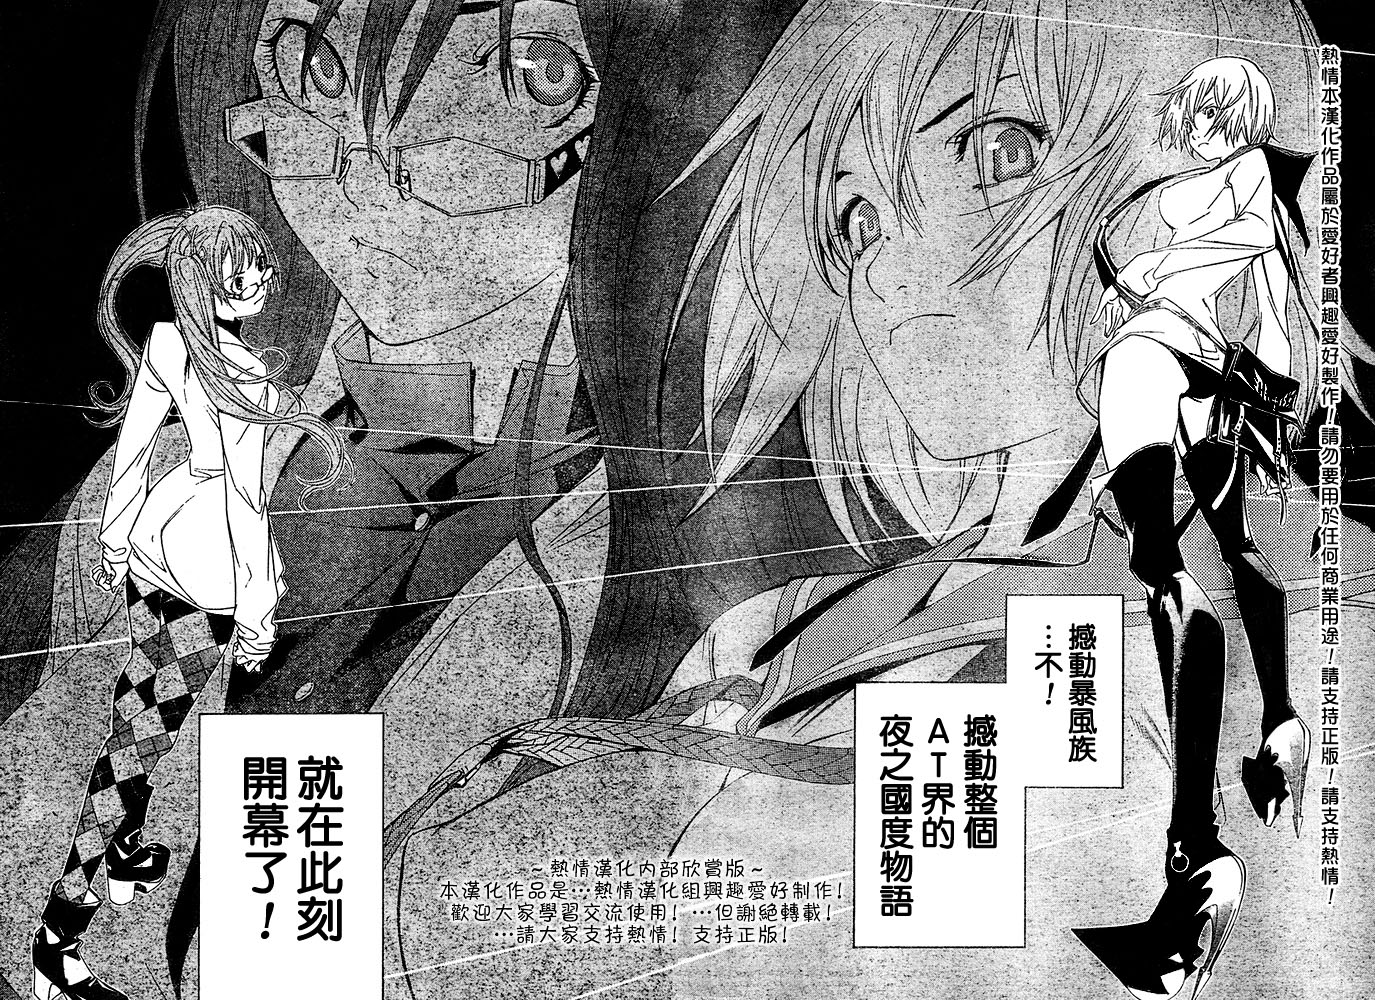 熱情本漢化作品屬於愛好者興趣愛好製作!請勿要用於任何商業用途!請支持正版!請支持熱情!
撼動暴風族
…不!
撼動整個
AT界的
夜之國度物語
就在此刻
開幕了!
~熱情漢化內部欣賞版~
本漢化作品是…熱情漢化組興趣愛好制作!
歡迎大家學習交流使用!…但謝絕轉載!
…請大家支持熱情!支持正版!